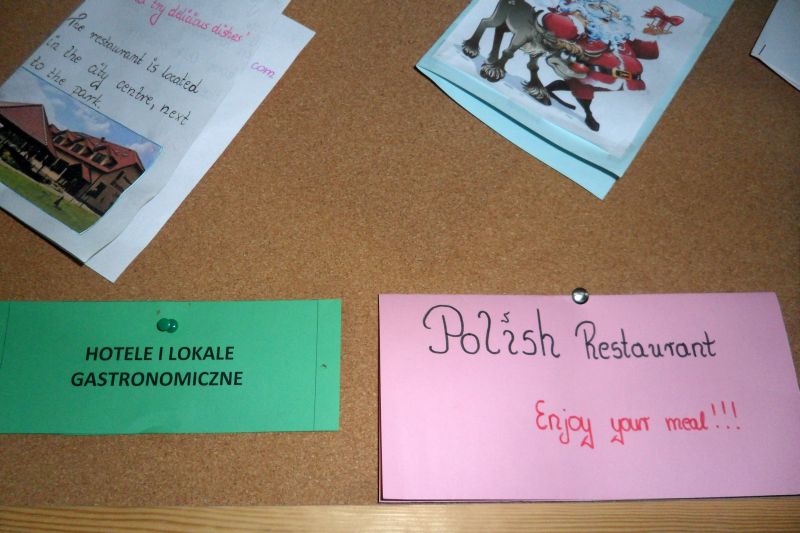 try delicious dishes!
The restaurant is located
in the city centre, next
to the park.
com
HOTELE I LOKALE
GASTRONOMICZNE
Polish Restaurant
Enjoy your meal!!!